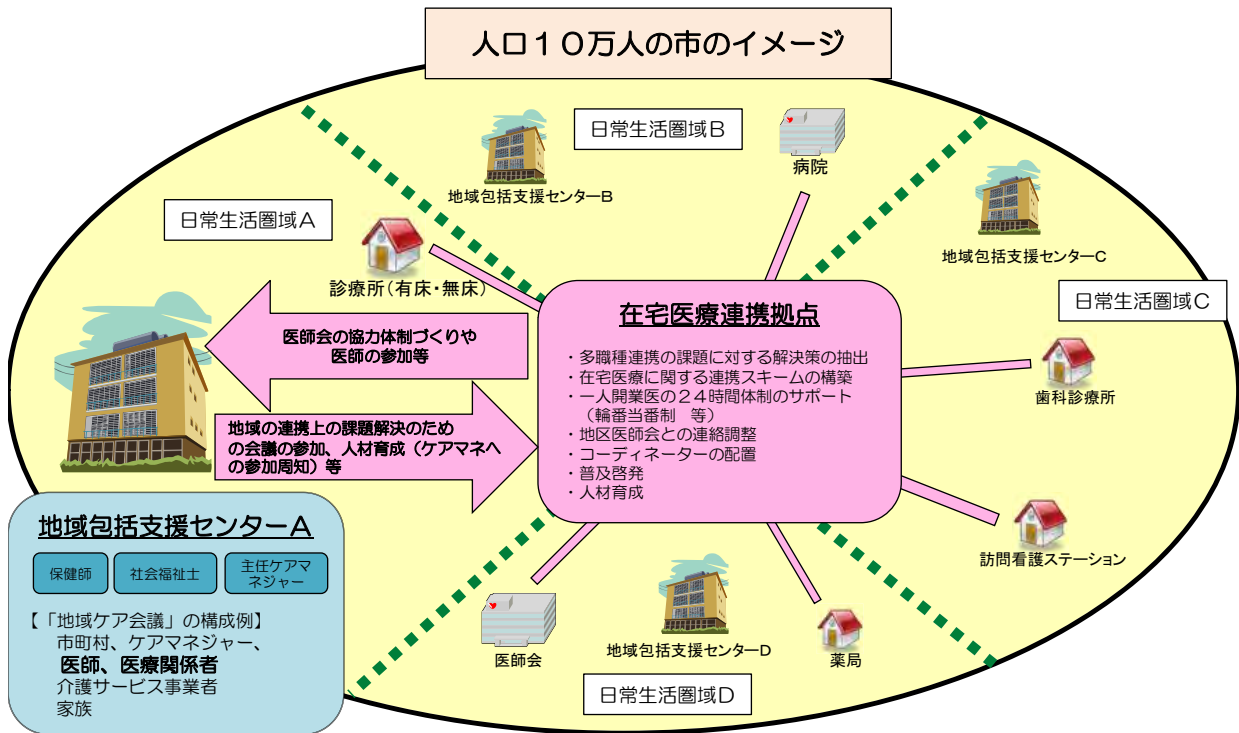 人口１０万人の市のイメージ
日常生活圏域Ｂ
病院
地域包括支援センターB
日常生活圏域Ａ
診療所（有床・無床）
地域包括支援センターC
日常生活圏域Ｃ
医師会の協力体制づくりや
医師の参加等
地域の連携上の課題解決のため
の会議の参加、人材育成（ケアマネへ
の参加周知）等
在宅医療連携拠点
・多職種連携の課題に対する解決策の抽出
・在宅医療に関する連携スキームの構築
・一人開業医の２４時間体制のサポート
（輪番当番制　等）
・地区医師会との連絡調整
・コーディネーターの配置
・普及啓発
・人材育成
歯科診療所
訪問看護ステーション
地域包括支援センターＡ
保健師
社会福祉士
主任ケアマ
ネジャー
【「地域ケア会議」の構成例】
市町村、ケアマネジャー、
医師、医療関係者
介護サービス事業者
家族
医師会
地域包括支援センターD
薬局
日常生活圏域Ｄ